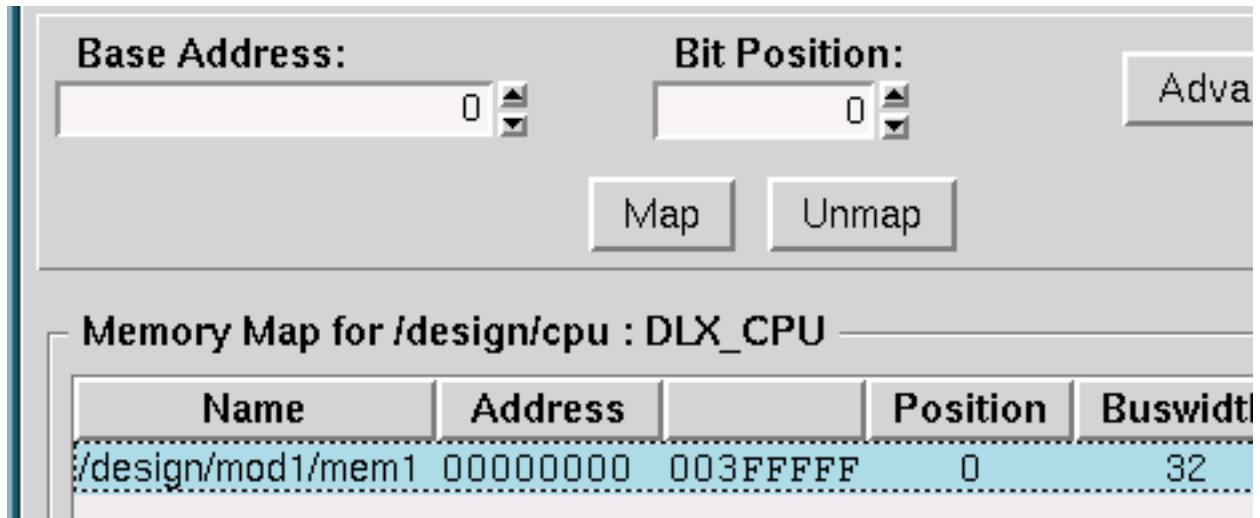 Base Address: Bit Position:
0 0 Adva
Map Unmap
Memory Map for /design/cpu : DLX_CPU
Name Address Position Buswidth
/design/mod1/mem1 00000000 003FFFFF 0 32